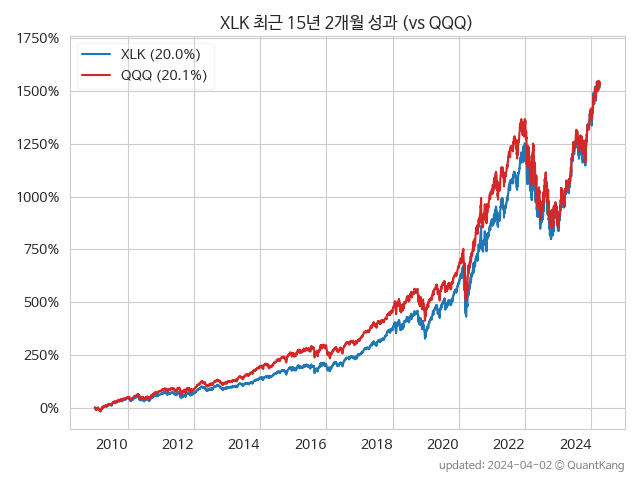 XLK 최근 15년 2개월 성과 (vs QQQ)
1750%
XLK (20.0%)
QQQ (20.1%)
1500%
1250%
1000%
750%
500%
250%
0%
2010 2012 2014 2016 2018 2020 2022 2024
updated: 2024-04-02 © QuantKang